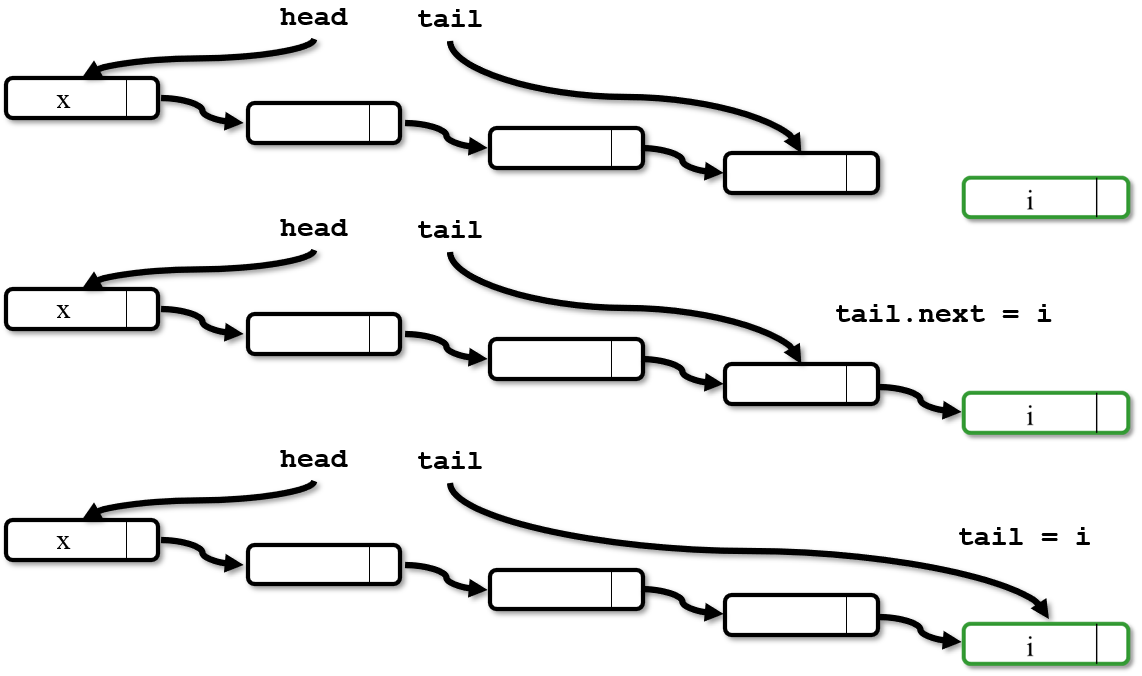 head tail
x
i
head tail
x
tail.next = i
i
head tail
x
tail = i
i